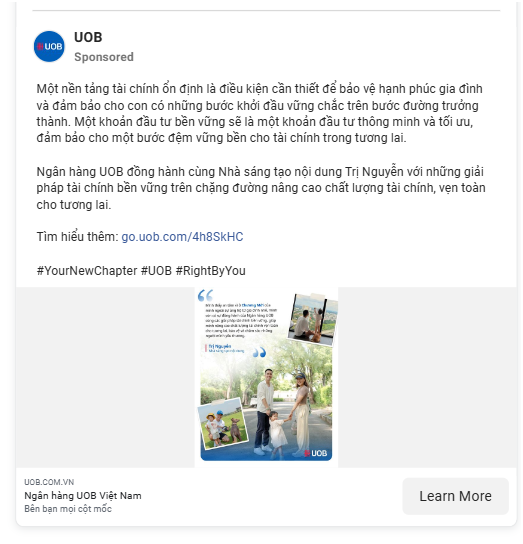 UOB
UOB
Sponsored
Một nền tảng tài chính ổn định là điều kiện cần thiết để bảo vệ hạnh phúc gia đình
và đảm bảo cho con có những bước khởi đầu vững chắc trên bước đường trưởng
thành. Một khoản đầu tư bền vững sẽ là một khoản đầu tư thông minh và tối ưu,
đảm bảo cho một bước đệm vững bền cho tài chính trong tương lai.
Ngân hàng UOB đồng hành cùng Nhà sáng tạo nội dung Trị Nguyễn với những giải
pháp tài chính bền vững trên chặng đường nâng cao chất lượng tài chính, vẹn toàn
cho tương lai.
Tìm hiểu thêm: go.uob.com/4h8SkHC
#YourNewChapter #UOB #RightByYou
Trị Nguyễn
Nhà sáng tạo nội dung
UOB
UOB.COM.VN
Ngân hàng UOB Việt Nam
Bên bạn mọi cột mốc
Learn More